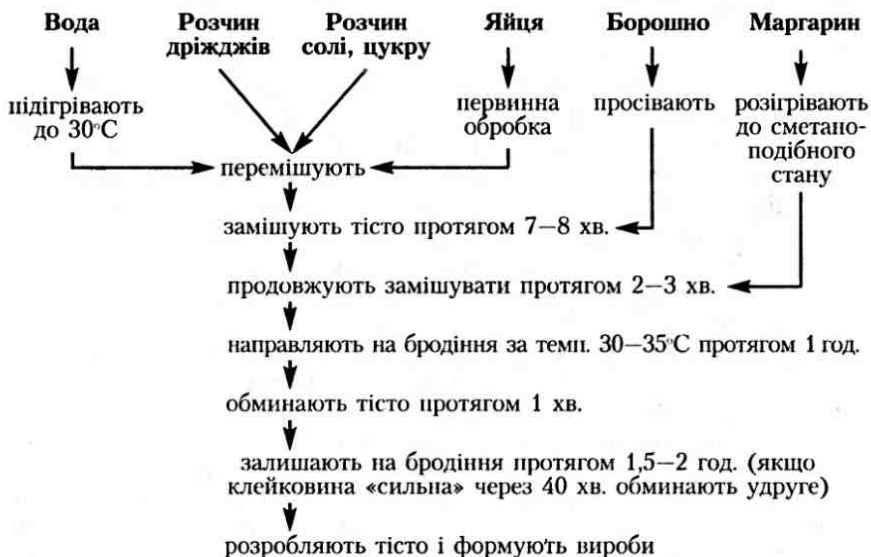 Вода
Розчин
дріжджів
Розчин
солі, цукру
Яйця
Борошно
Маргарин
підігрівають
до 30°С
первинна
обробка
просівають
розігрівають
до сметано-
подібного
стану
перемішують
замішують тісто протягом 7–8 хв.
продовжують замішувати протягом 2–3 хв.
направляють на бродіння за темп. 30–35°С протягом 1 год.
обминають тісто протягом 1 хв.
залишають на бродіння протягом 1,5–2 год. (якщо
клейковина «сильна» через 40 хв. обминають удруге)
розробляють тісто і формують вироби